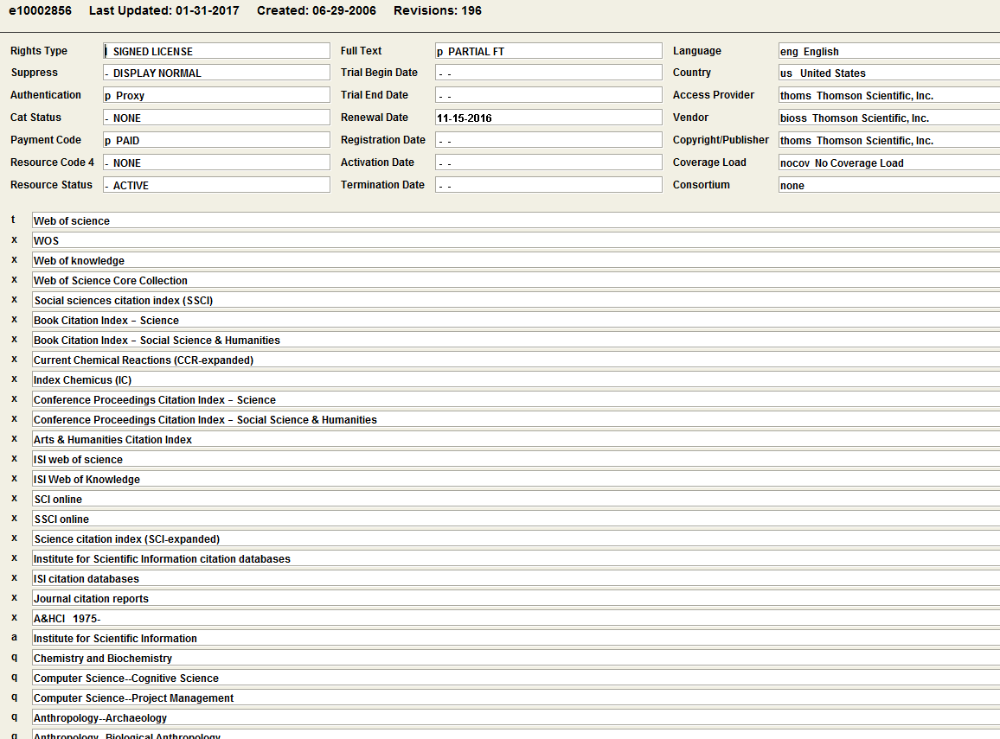 e10002856 Last Updated: 01-31-2017 Created: 06-29-2006 Revisions: 196
Rights Type l SIGNED LICENSE Full Text p PARTIAL FT Language eng English
Suppress - DISPLAY NORMAL Trial Begin Date - - Country us United States
Authentication p Proxy Trial End Date - - Access Provider thoms Thomson Scientific, Inc.
Cat Status - NONE Renewal Date 11-15-2016 Vendor bioss Thomson Scientific, Inc.
Payment Code p PAID Registration Date - - Copyright/Publisher thoms Thomson Scientific, Inc.
Resource Code 4 - NONE Activation Date - - Coverage Load nocov No Coverage Load
Resource Status - ACTIVE Termination Date - - Consortium none
t Web of science
x WOS
x Web of knowledge
x Web of Science Core Collection
x Social sciences citation index (SSCI)
x Book Citation Index – Science
x Book Citation Index – Social Science & Humanities
x Current Chemical Reactions (CCR-expanded)
x Index Chemicus (IC)
x Conference Proceedings Citation Index – Science
x Conference Proceedings Citation Index – Social Science & Humanities
x Arts & Humanities Citation Index
x ISI web of science
x ISI Web of Knowledge
x SCI online
x SSCI online
x Science citation index (SCI-expanded)
x Institute for Scientific Information citation databases
x ISI citation databases
x Journal citation reports
x A&HCI 1975-
a Institute for Scientific Information
q Chemistry and Biochemistry
q Computer Science--Cognitive Science
q Computer Science--Project Management
q Anthropology--Archaeology
q Anthropology--Biological Anthropology